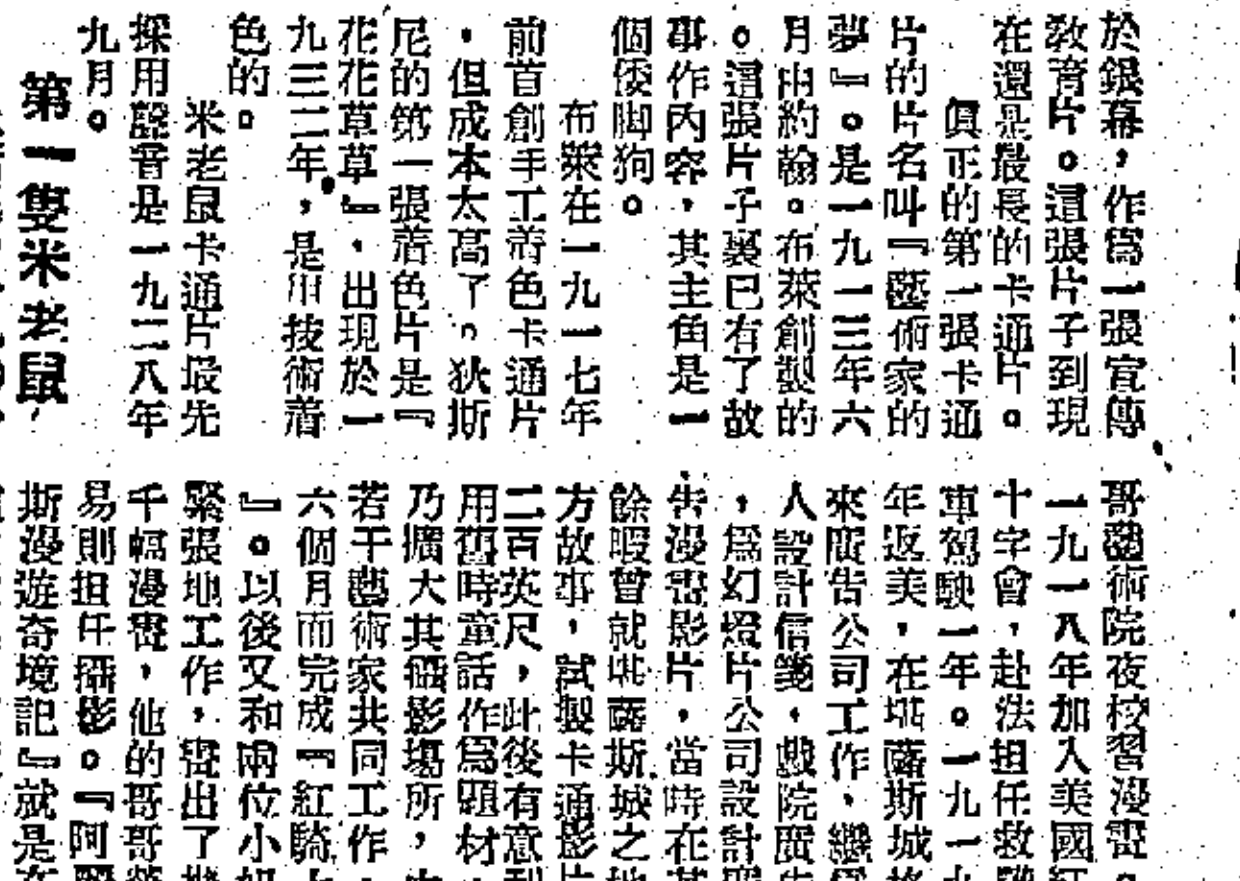 於銀幕，作爲一張宣傳
敎育片。這張片子到現
在還是最長的卡通片。
眞正的第一張卡通
片的片名叫『藝術家的
夢』。是一九一三年六
月由約翰。布萊創製的
。這張片子裏已有了故
事作內容，其主角是一
個倭脚狗。
布萊在一九一七年
前首創手工着色卡通片
，但成本太高了。狄斯
尼的第一張着色片是『
花花草草』，出現於一
九三二年，是用技術着
色的。
米老鼠卡通片最先
採用聲音是一九二八年
九月。
第一隻米老鼠
哥藝術院夜校習漫畫。
一九一八年加入美國紅
十字會，赴法担任救護
車駕駛一年。一九一九
年返美，在堪薩斯城
來廣告公司工作，繼
人設計信箋，戲院廣告
，爲幻燈片公司設計
告漫畫影片，當時在
餘暇曾就堪薩斯城之地
方故事，試製卡通影片
二百英尺，此後有意
用舊時童話作爲題材，
乃擴大其攝影場所，
若干藝術家共同工作，
六個月而完成『紅騎
』。以後又和兩位小
緊張地工作，畫出了幾
千幅漫畫，他的哥哥
易則担任攝影。『阿
斯漫遊奇境記』就是